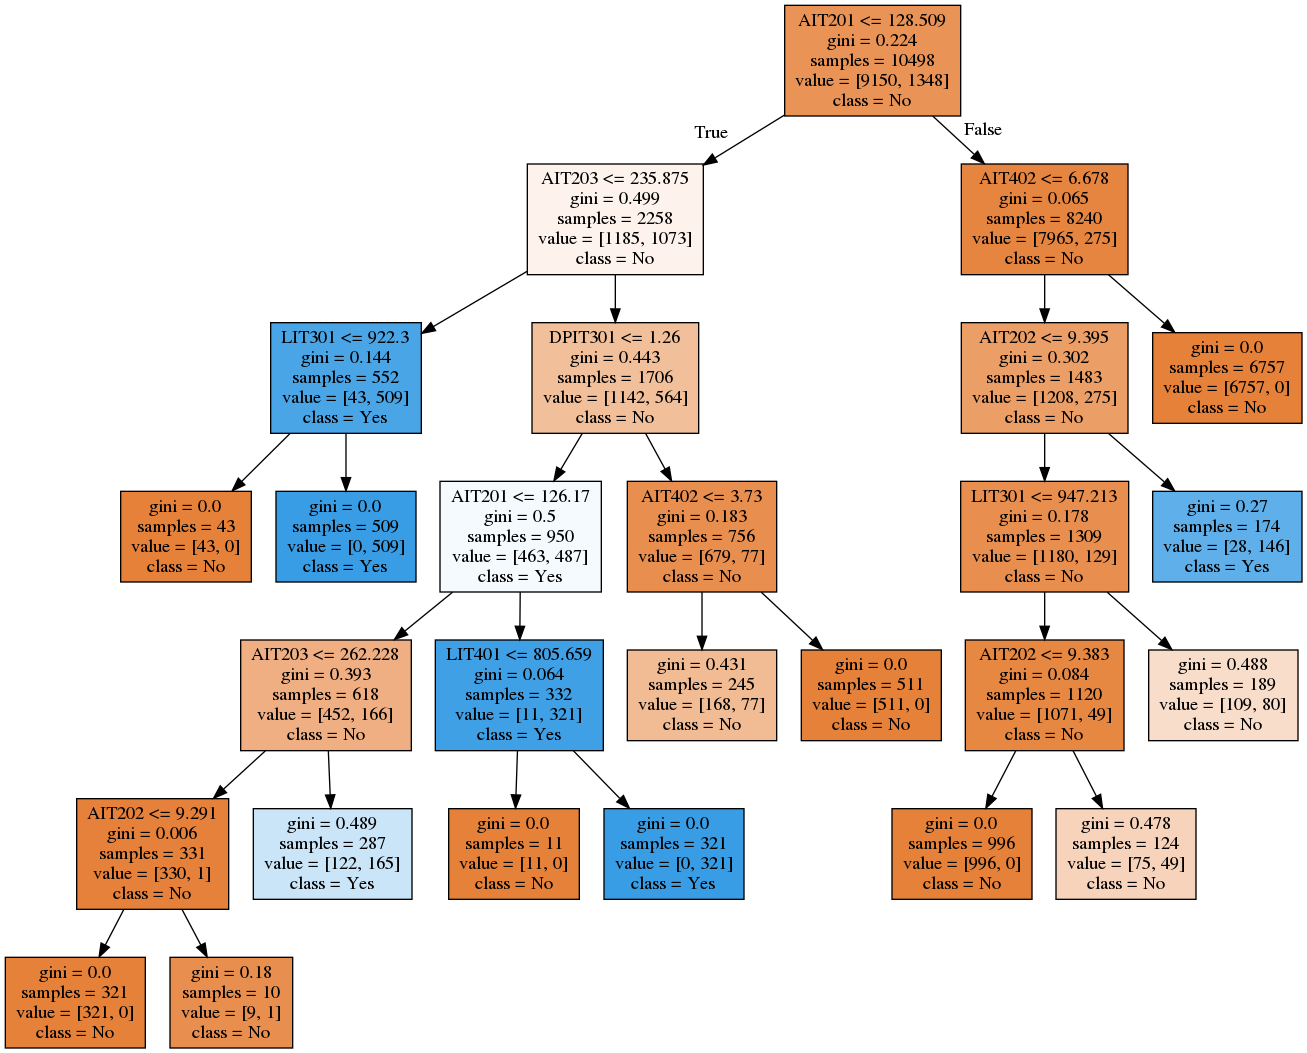 AIT201 <= 128.509
gini = 0.224
samples = 10498
value = [9150, 1348]
class = No
True
False
AIT203 <= 235.875
gini = 0.499
samples = 2258
value = [1185, 1073]
class = No
AIT402 <= 6.678
gini = 0.065
samples = 8240
value = [7965, 275]
class = No
LIT301 <= 922.3
gini = 0.144
samples = 552
value = [43, 509]
class = Yes
DPIT301 <= 1.26
gini = 0.443
samples = 1706
value = [1142, 564]
class = No
AIT202 <= 9.395
gini = 0.302
samples = 1483
value = [1208, 275]
class = No
gini = 0.0
samples = 6757
value = [6757, 0]
class = No
gini = 0.0
samples = 43
value = [43, 0]
class = No
gini = 0.0
samples = 509
value = [0, 509]
class = Yes
AIT201 <= 126.17
gini = 0.5
samples = 950
value = [463, 487]
class = Yes
AIT402 <= 3.73
gini = 0.183
samples = 756
value = [679, 77]
class = No
LIT301 <= 947.213
gini = 0.178
samples = 1309
value = [1180, 129]
class = No
gini = 0.27
samples = 174
value = [28, 146]
class = Yes
AIT203 <= 262.228
gini = 0.393
samples = 618
value = [452, 166]
class = No
LIT401 <= 805.659
gini = 0.064
samples = 332
value = [11, 321]
class = Yes
gini = 0.431
samples = 245
value = [168, 77]
class = No
gini = 0.0
samples = 511
value = [511, 0]
class = No
AIT202 <= 9.383
gini = 0.084
samples = 1120
value = [1071, 49]
class = No
gini = 0.488
samples = 189
value = [109, 80]
class = No
AIT202 <= 9.291
gini = 0.006
samples = 331
value = [330, 1]
class = No
gini = 0.489
samples = 287
value = [122, 165]
class = Yes
gini = 0.0
samples = 11
value = [11, 0]
class = No
gini = 0.0
samples = 321
value = [0, 321]
class = Yes
gini = 0.0
samples = 996
value = [996, 0]
class = No
gini = 0.478
samples = 124
value = [75, 49]
class = No
gini = 0.0
samples = 321
value = [321, 0]
class = No
gini = 0.18
samples = 10
value = [9, 1]
class = No